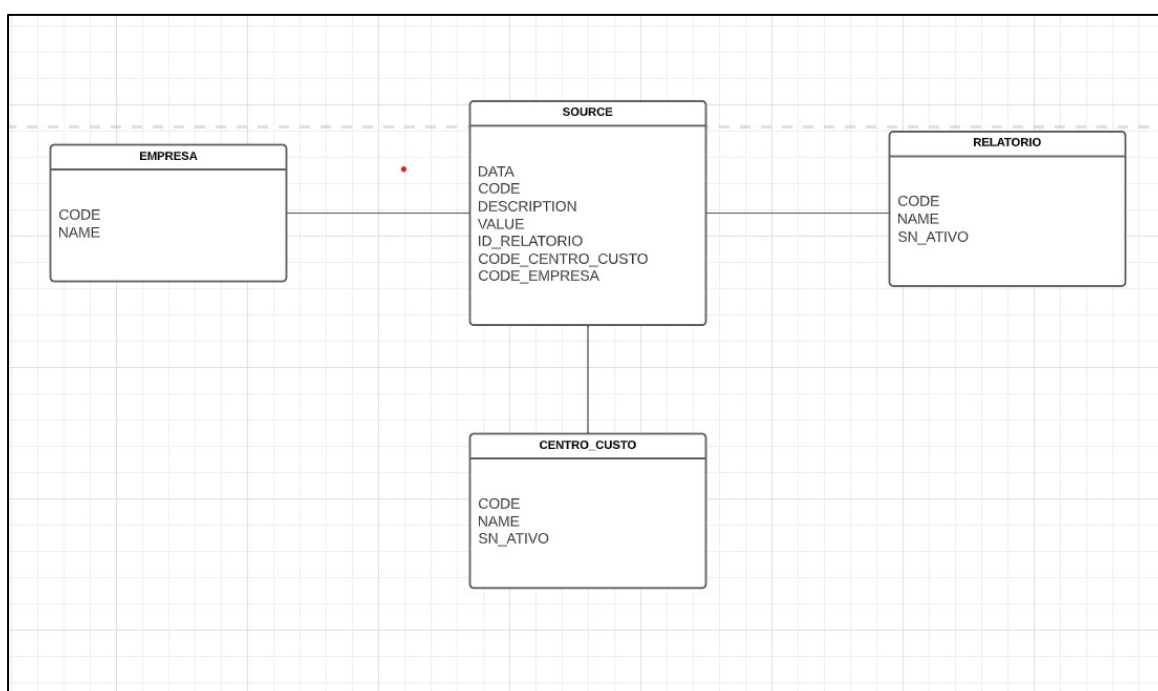 EMPRESA
CODE
NAME
SOURCE
DATA
CODE
DESCRIPTION
VALUE
ID_RELATORIO
CODE_CENTRO_CUSTO
CODE_EMPRESA
RELATORIO
CODE
NAME
SN_ATIVO
CENTRO_CUSTO
CODE
NAME
SN_ATIVO